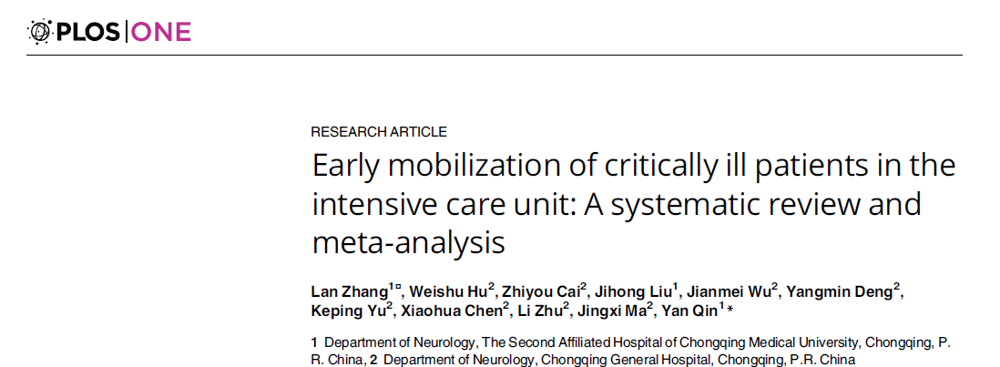 PLOS | ONE
RESEARCH ARTICLE
Early mobilization of critically ill patients in the
intensive care unit: A systematic review and
meta-analysis
Lan Zhang1¤, Weishu Hu2, Zhiyou Cai2, Jihong Liu1, Jianmei Wu2, Yangmin Deng2,
Keping Yu2, Xiaohua Chen2, Li Zhu2, Jingxi Ma2, Yan Qin1*
1 Department of Neurology, The Second Affiliated Hospital of Chongqing Medical University, Chongqing, P.
R. China, 2 Department of Neurology, Chongqing General Hospital, Chongqing, P.R. China